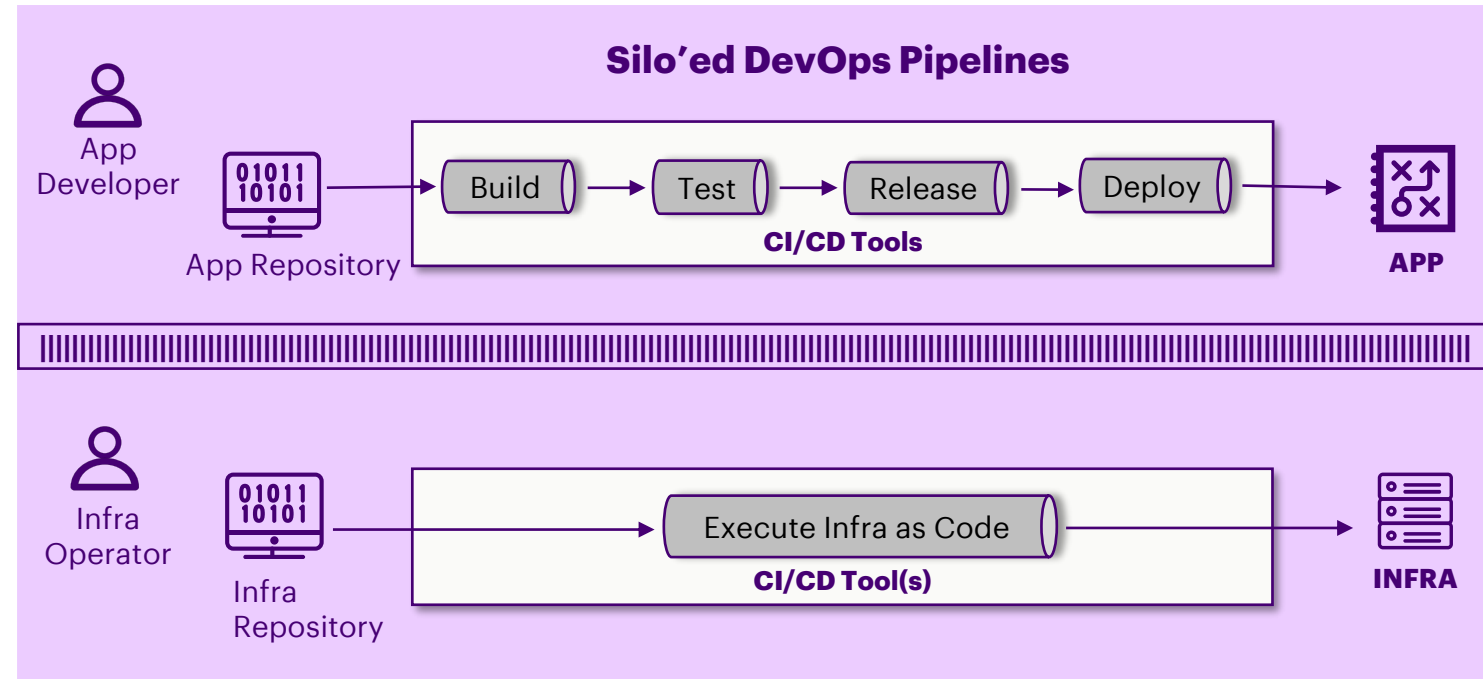 Silo’ed DevOps Pipelines
App
Developer
01011
10101
App Repository
Build
Test
Release
Deploy
CI/CD Tools
APP
Infra
Operator
01011
10101
Infra
Repository
Execute Infra as Code
CI/CD Tool(s)
INFRA